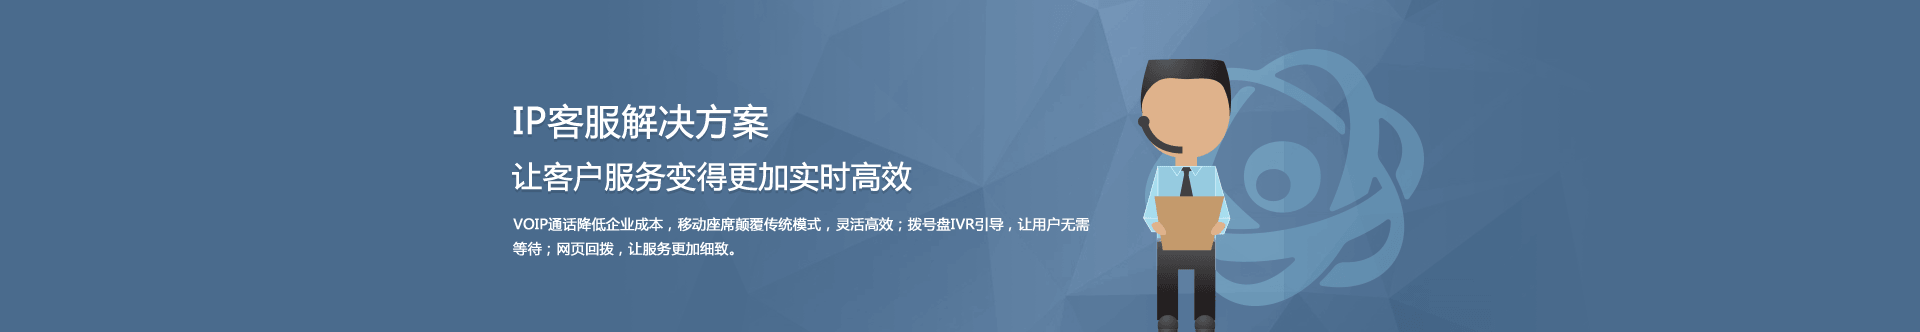 IP客服解决方案
让客户服务变得更加实时高效
VOIP通话降低企业成本，移动座席颠覆传统模式，灵活高效；拨号盘IVR引导，让用户无需
等待；网页回拨，让服务更加细致。